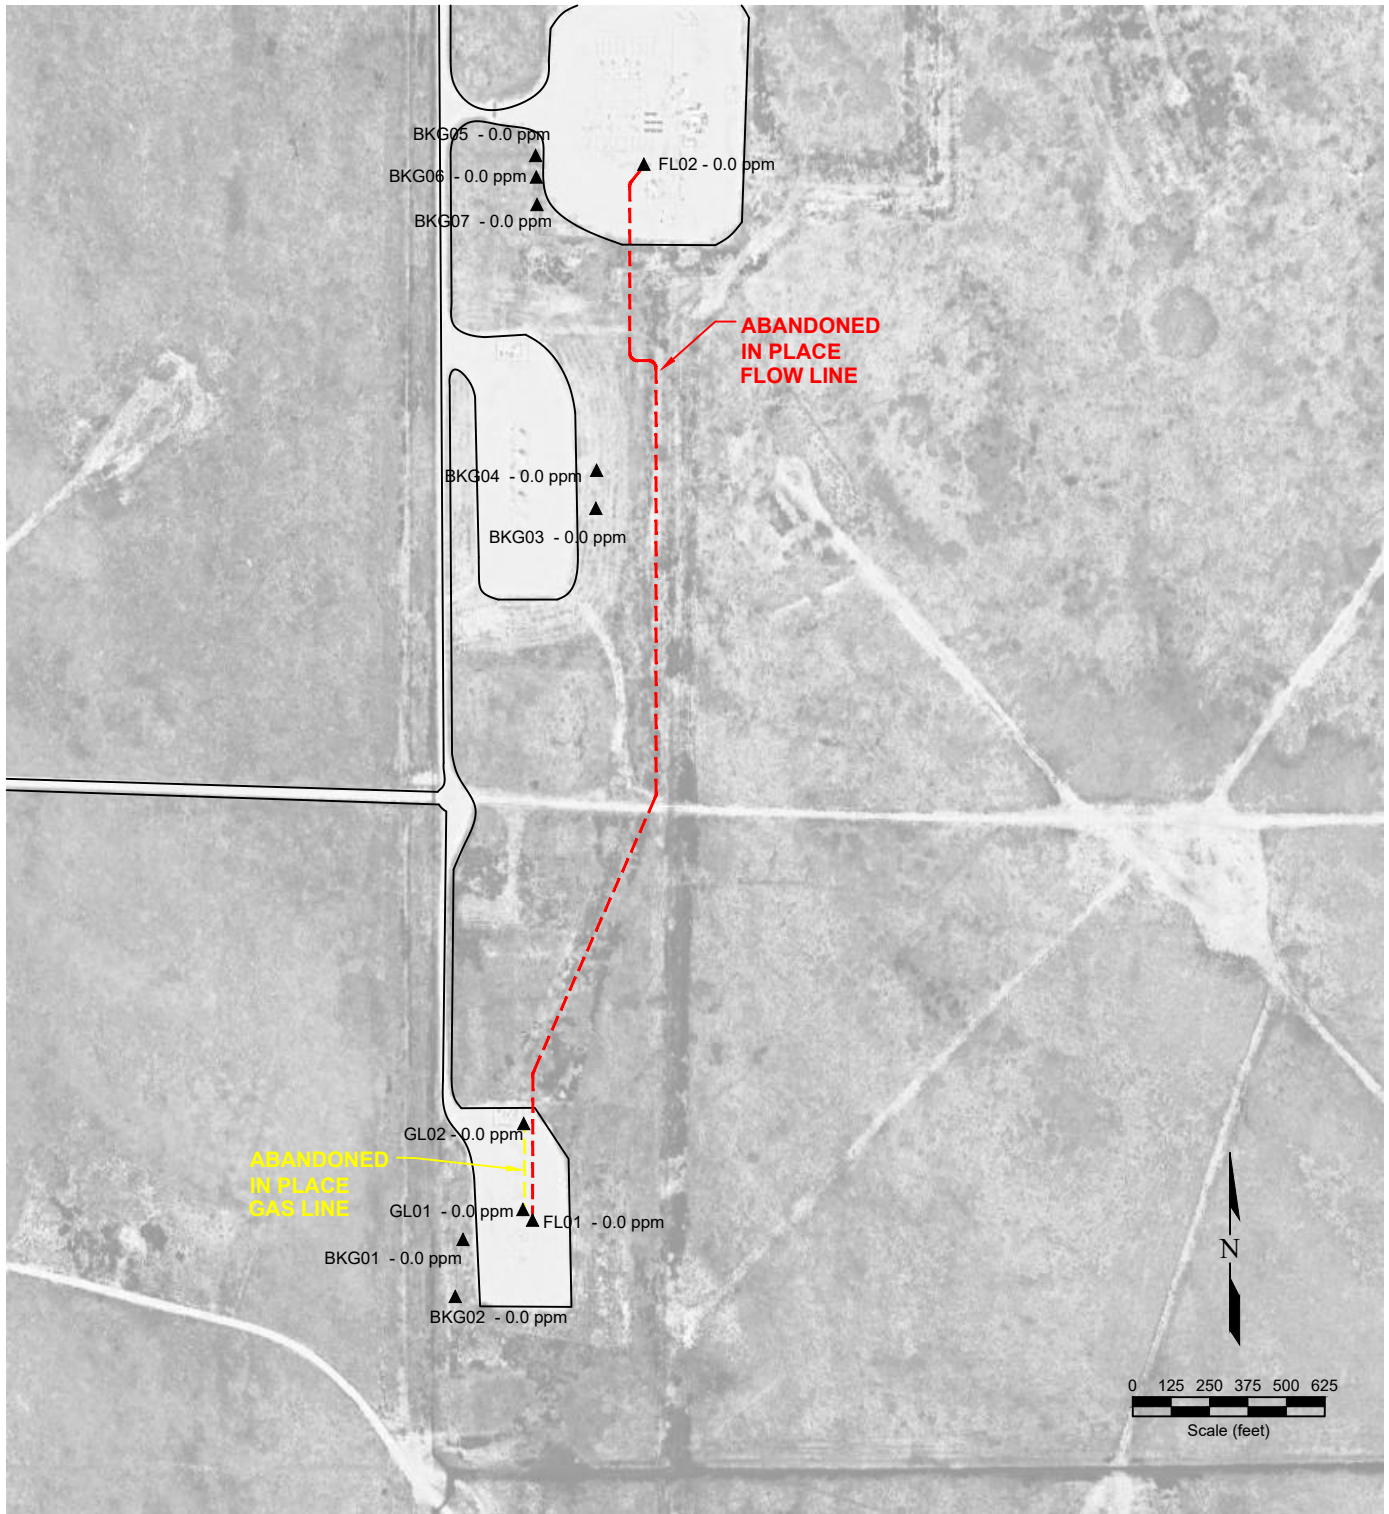 BKG05 - 0.0 ppm
FL02 - 0.0 ppm
BKG06 - 0.0 ppm
BKG07 - 0.0 ppm
ABANDONED
IN PLACE
FLOW LINE
BKG04 - 0.0 ppm
BKG03 - 0.0 ppm
GL02 - 0.0 ppm
ABANDONED
IN PLACE
GAS LINE
GL01 - 0.0 ppm
FL01 - 0.0 ppm
BKG01 - 0.0 ppm
BKG02 - 0.0 ppm
N
0 125 250 375 500 625
Scale (feet)